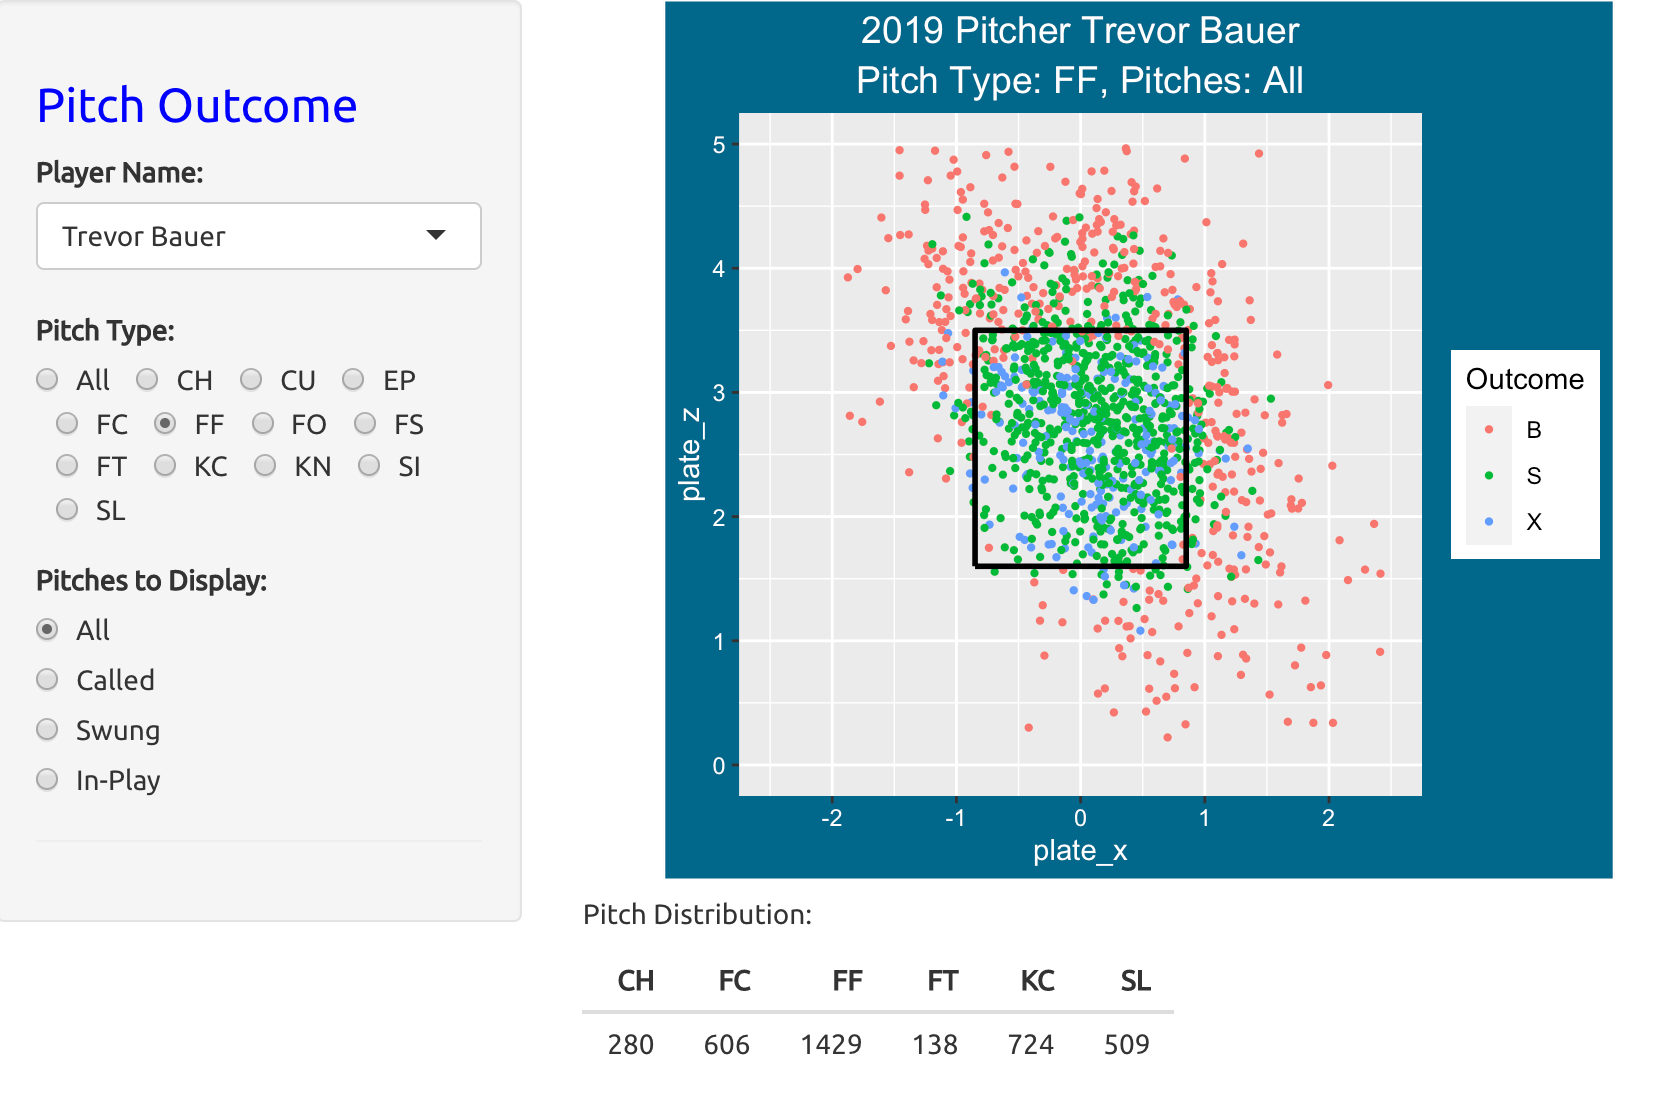 Pitch Outcome
Player Name:
Trevor Bauer
Pitch Type:
All CH CU EP
FC FF FO FS
FT KC KN SI
SL
Pitches to Display:
All
Called
Swung
In-Play
2019 Pitcher Trevor Bauer
Pitch Type: FF, Pitches: All
5
4
3
2
1
0
plate_z
-2 -1 0 1 2
plate_x
Outcome
B
S
X
Pitch Distribution:
CH FC FF FT KC SL
280 606 1429 138 724 509